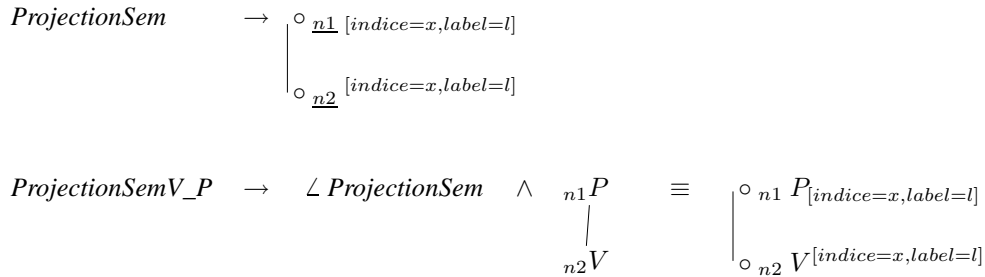 ProjectionSem → ∘ n1 [indice=x,label=l]
∘ n2 [indice=x,label=l]
ProjectionSemV_P → ∠ ProjectionSem ∧ n1P ≡ ∘ n1 P[indice=x,label=l]
n2V ∘ n2 V[indice=x,label=l]